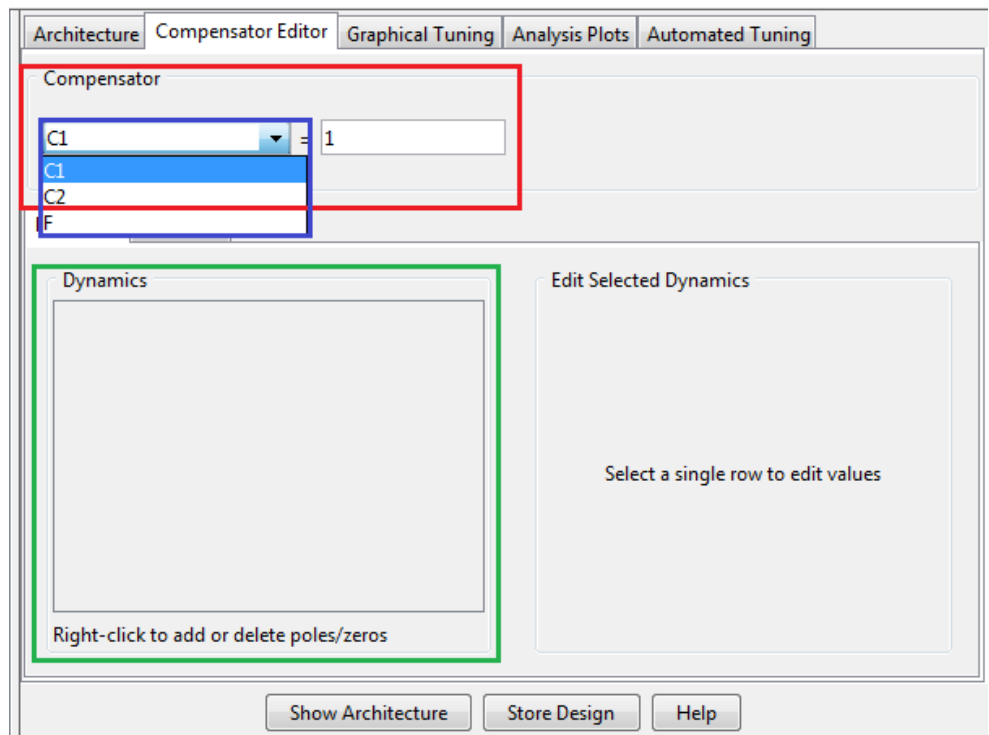 Architecture Compensator Editor Graphical Tuning Analysis Plots Automated Tuning
Compensator
C1 = 1
C1
C2
F
Dynamics
Edit Selected Dynamics
Select a single row to edit values
Right-click to add or delete poles/zeros
Show Architecture Store Design Help